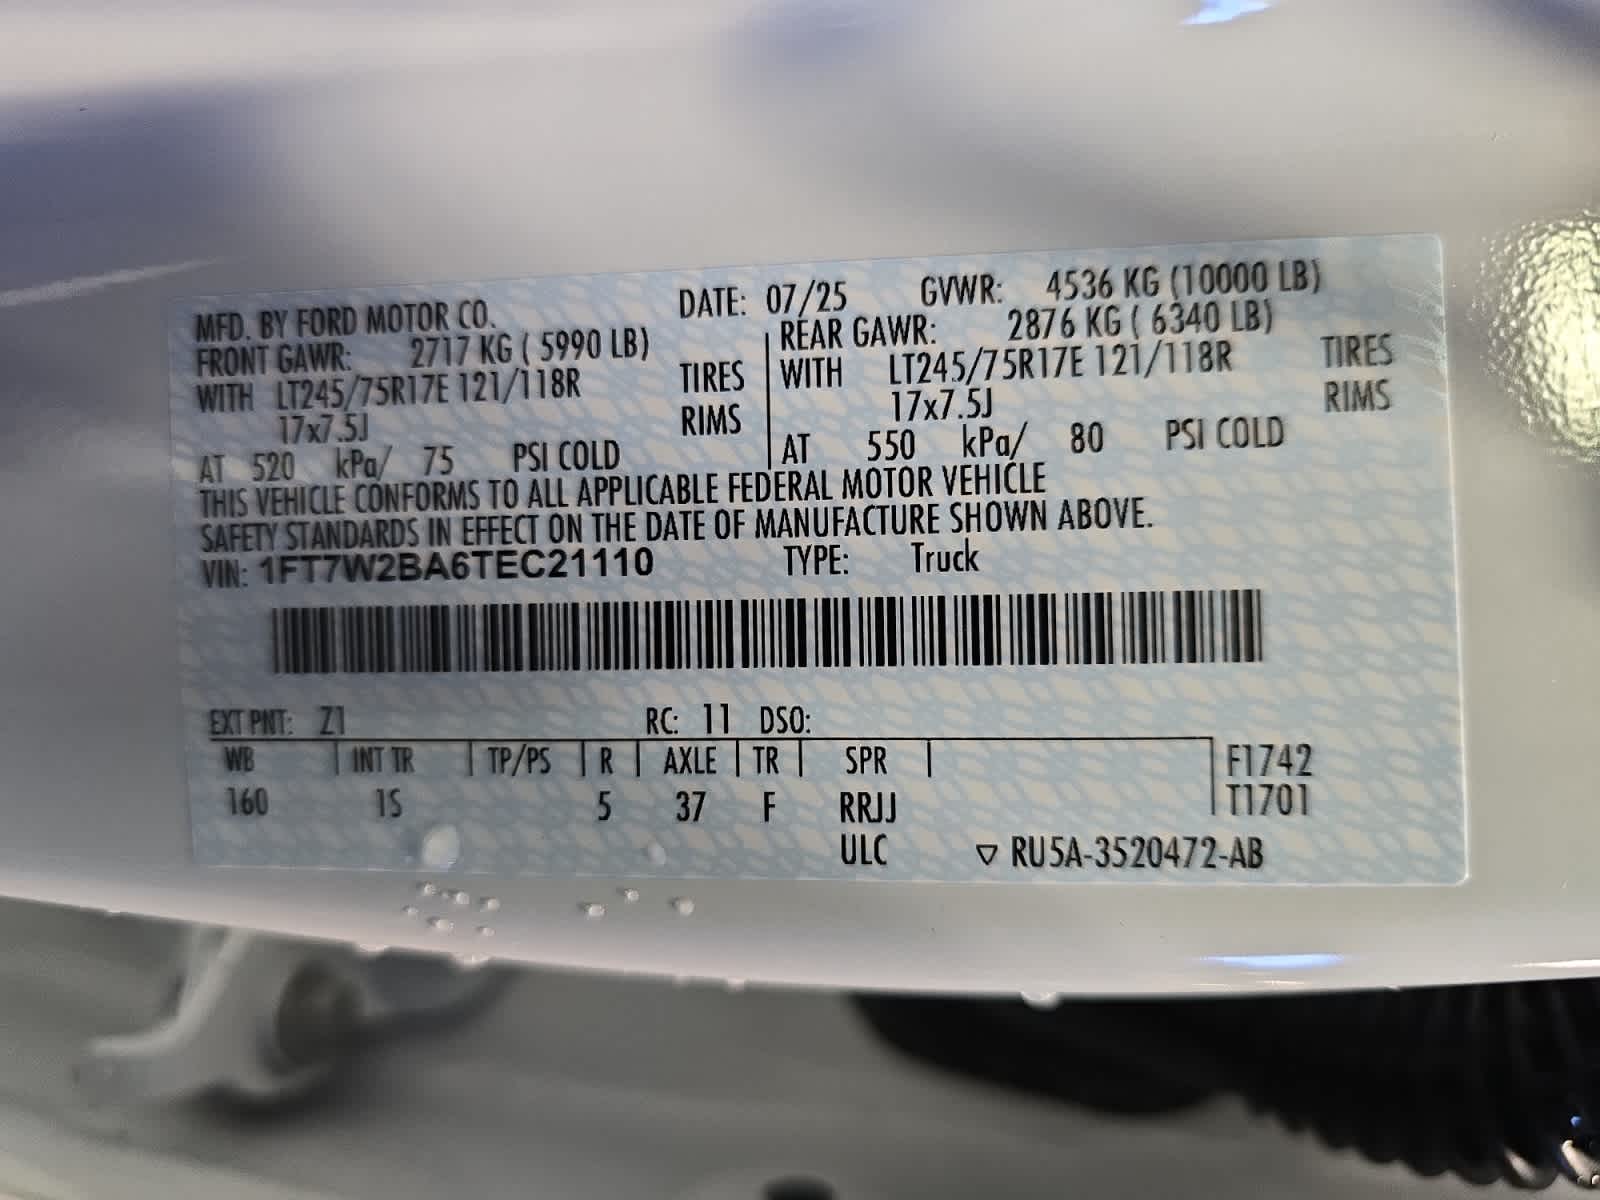 MFD. BY FORD MOTOR CO. DATE: 07/25 GVWR: 4536 KG (10000 LB)
FRONT GAWR: 2717 KG ( 5990 LB) REAR GAWR: 2876 KG ( 6340 LB)
WITH LT245/75R17E 121/118R TIRES WITH LT245/75R17E 121/118R TIRES
17x7.5J RIMS 17x7.5J RIMS
AT 520 kPa/ 75 PSI COLD AT 550 kPa/ 80 PSI COLD
THIS VEHICLE CONFORMS TO ALL APPLICABLE FEDERAL MOTOR VEHICLE
SAFETY STANDARDS IN EFFECT ON THE DATE OF MANUFACTURE SHOWN ABOVE.
VIN: 1FT7W2BA6TEC21110 TYPE: Truck
EXT PNT: Z1 RC: 11 DSO:
WB INT TR TP/PS R AXLE TR SPR F1742
160 1S 5 37 F RRJJ T1701
ULC ▽ RU5A-3520472-AB